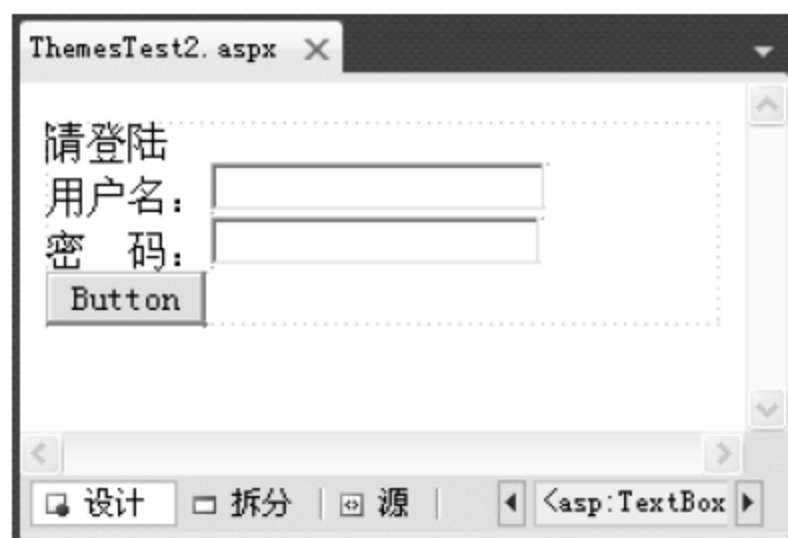 ThemesTest2.aspx
请登陆
用户名：
密 码：
Button
设计 拆分 源 <asp:TextBox